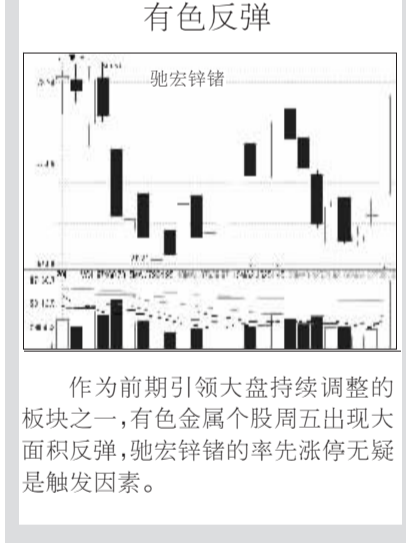 有色反弹
驰宏锌锗
作为前期引领大盘持续调整的
板块之一,有色金属个股周五出现大
面积反弹,驰宏锌锗的率先涨停无疑
是触发因素。